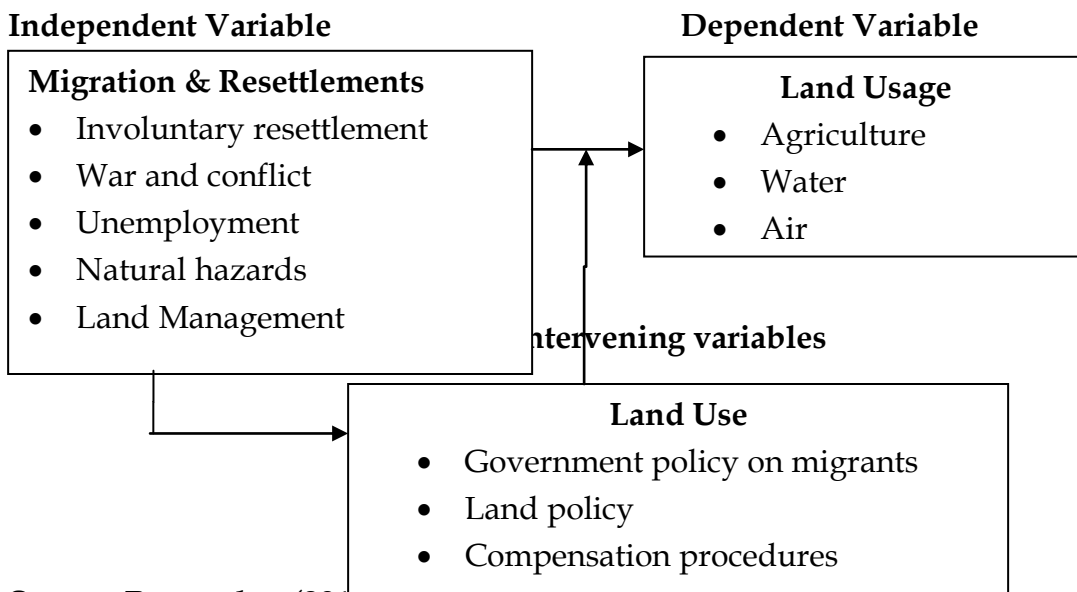 Independent Variable
Dependent Variable
Migration & Resettlements
• Involuntary resettlement
• War and conflict
• Unemployment
• Natural hazards
• Land Management
Land Usage
• Agriculture
• Water
• Air
ntervening variables
Land Use
• Government policy on migrants
• Land policy
• Compensation procedures